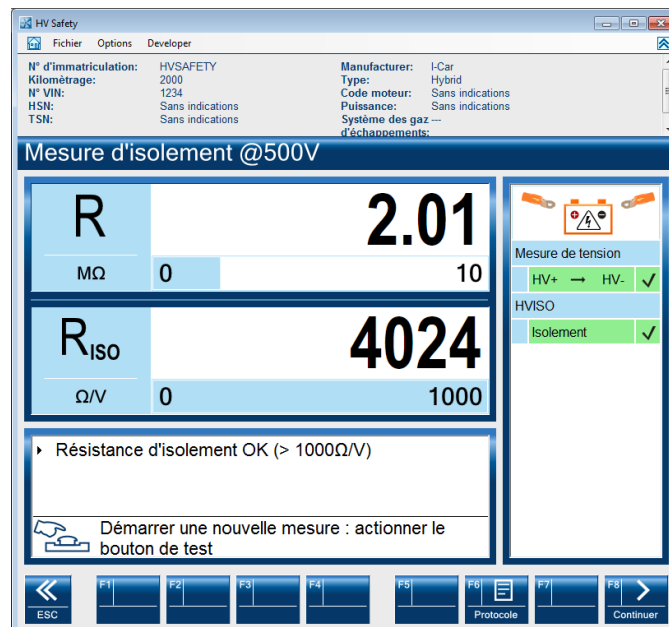 HV Safety
Fichier Options Developer
N° d'immatriculation: HVSAFETY Manufacturer: I-Car
Kilomètrage: 2000 Type: Hybrid
N° VIN: 1234 Code moteur: Sans indications
HSN: Sans indications Puissance: Sans indications
TSN: Sans indications Système des gaz ---
d'échappements:
Mesure d'isolement @500V
R 2.01
MΩ 0 10
RISO 4024
Ω/V 0 1000
Mesure de tension
HV+ → HV- ✓
HVISO
Isolement ✓
Résistance d'isolement OK (> 1000Ω/V)
Démarrer une nouvelle mesure : actionner le
bouton de test
ESC F1 F2 F3 F4 F5 F6 Protocole F7 F8 Continuer